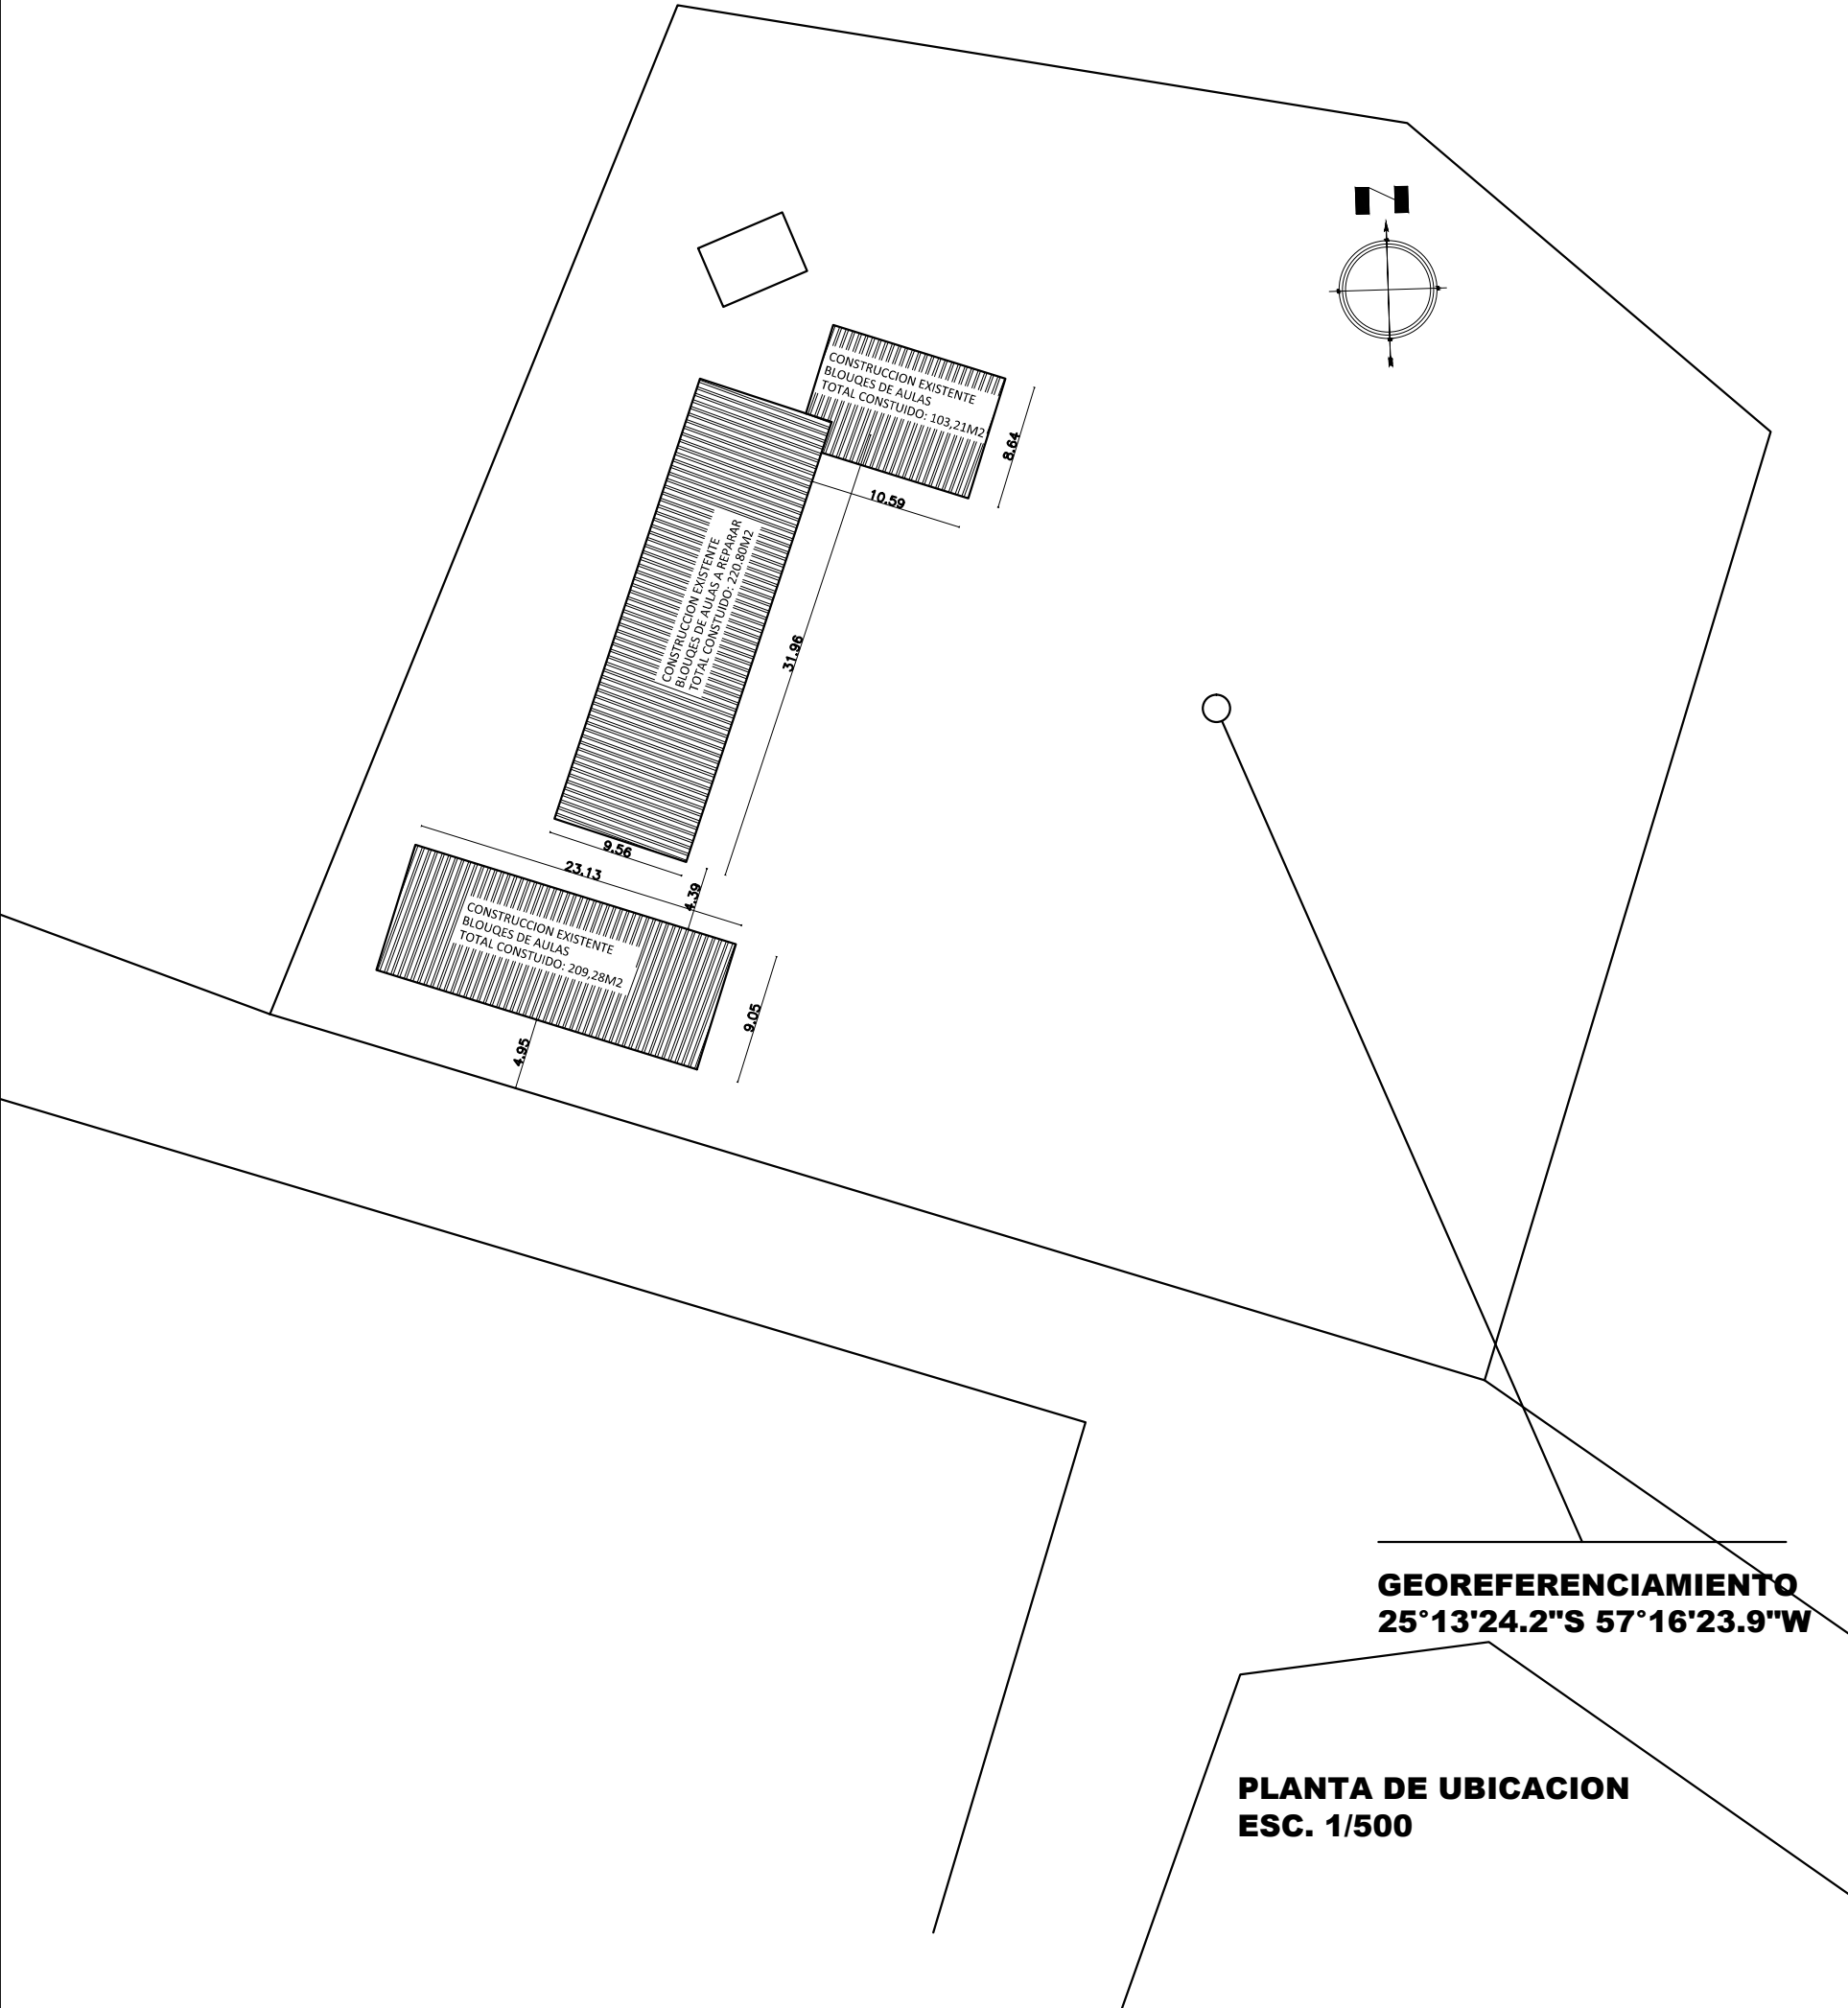 N
CONSTRUCCION EXISTENTE
BLOUQES DE AULAS
TOTAL CONSTUIDO: 103,21M2
8.64
10.59
CONSTRUCCION EXISTENTE
BLOUQES DE AULAS A REPARAR
TOTAL CONSTUIDO: 220.80M2
31.96
9.56
23.13
4.39
CONSTRUCCION EXISTENTE
BLOUQES DE AULAS
TOTAL CONSTUIDO: 209,28M2
9.05
4.95
GEOREFERENCIAMIENTO
25°13'24.2"S 57°16'23.9"W
PLANTA DE UBICACION
ESC. 1/500